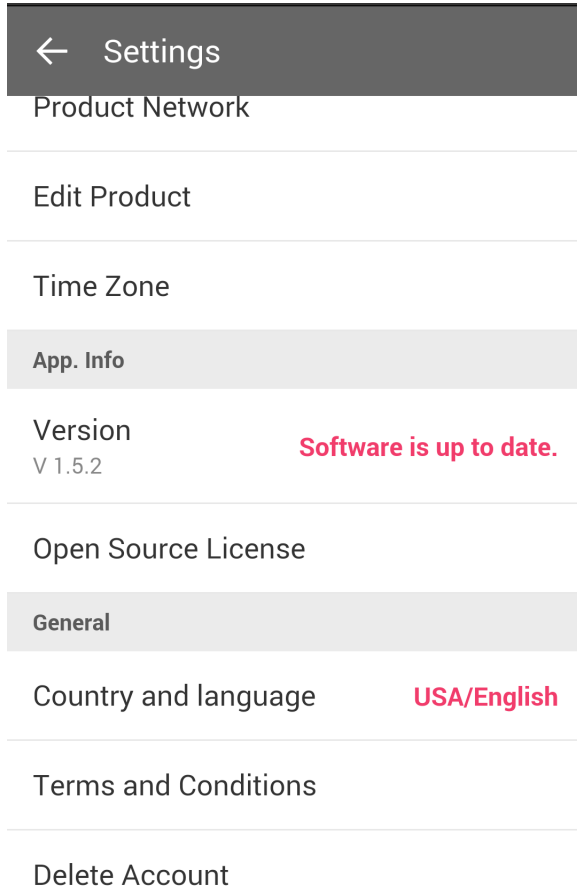 Settings
Product Network
Edit Product
Time Zone
App. Info
Version
V 1.5.2
Software is up to date.
Open Source License
General
Country and language
USA/English
Terms and Conditions
Delete Account